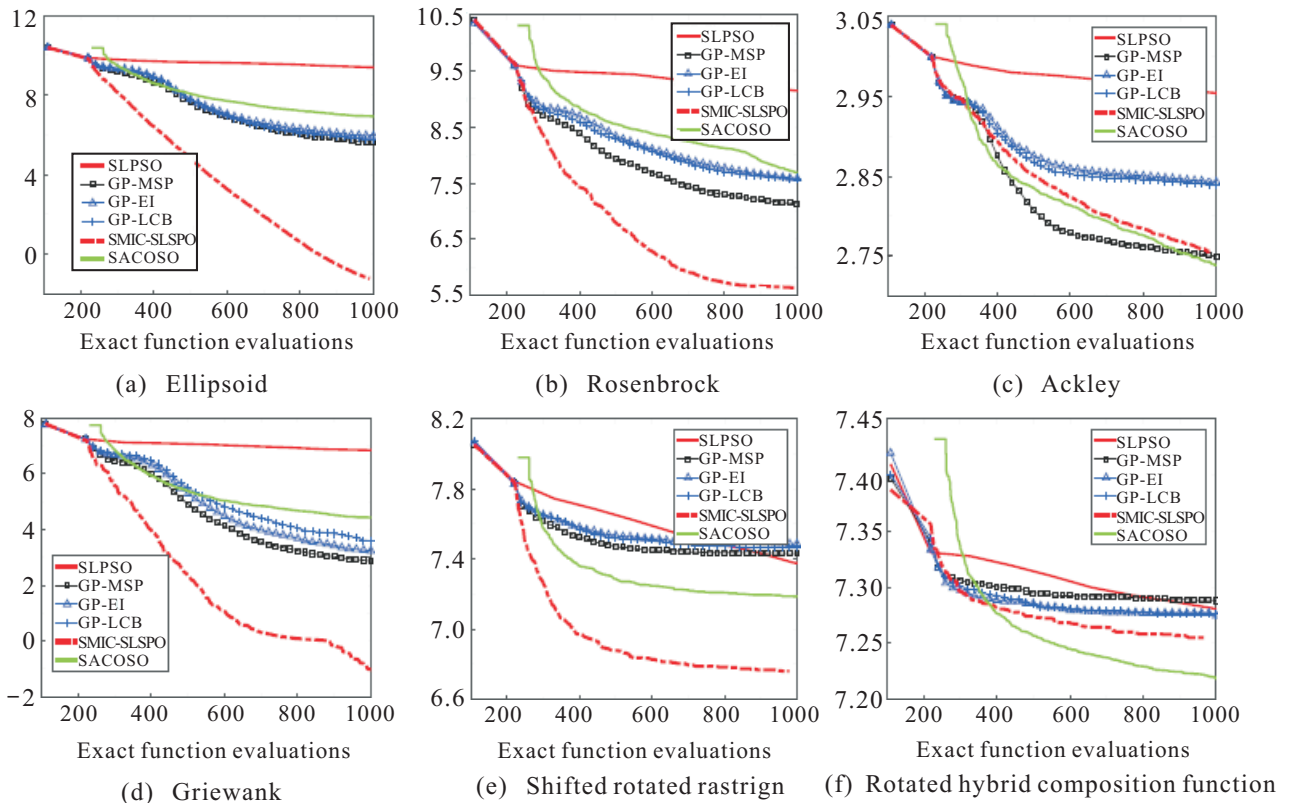 12
8
4
0
SLPSO
GP-MSP
GP-EI
GP-LCB
SMIC-SLSPO
SACOSO
200 400 600 800 1000
Exact function evaluations
(a) Ellipsoid
10.5
9.5
8.5
7.5
6.5
5.5
SLPSO
GP-MSP
GP-EI
GP-LCB
SMIC-SLSPO
SACOSO
200 400 600 800 1000
Exact function evaluations
(b) Rosenbrock
3.05
2.95
2.85
2.75
SLPSO
GP-MSP
GP-EI
GP-LCB
SMIC-SLSPO
SACOSO
200 400 600 800 1000
Exact function evaluations
(c) Ackley
8
6
4
2
0
−2
SLPSO
GP-MSP
GP-EI
GP-LCB
SMIC-SLSPO
SACOSO
200 400 600 800 1000
Exact function evaluations
(d) Griewank
8.2
7.8
7.4
7.0
6.6
SLPSO
GP-MSP
GP-EI
GP-LCB
SMIC-SLSPO
SACOSO
200 400 600 800 1000
Exact function evaluations
(e) Shifted rotated rastrign
7.45
7.40
7.35
7.30
7.25
7.20
SLPSO
GP-MSP
GP-EI
GP-LCB
SMIC-SLSPO
SACOSO
200 400 600 800 1000
Exact function evaluations
(f) Rotated hybrid composition function